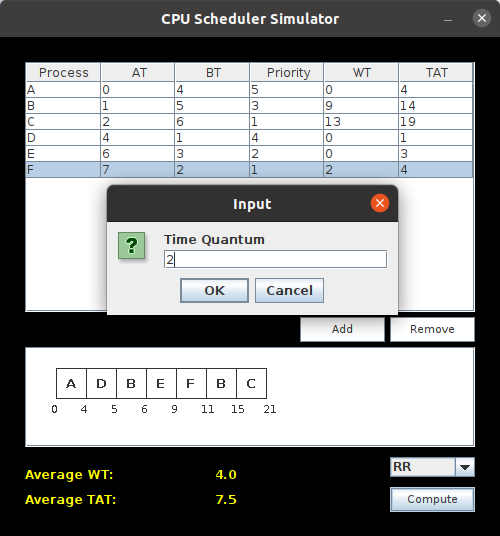 CPU Scheduler Simulator
Process AT BT Priority WT TAT
A 0 4 5 0 4
B 1 5 3 9 14
C 2 6 1 13 19
D 4 1 4 0 1
E 6 3 2 0 3
F 7 2 1 2 4
Input
? Time Quantum
2
OK Cancel
Add Remove
A D B E F B C
0 4 5 6 9 11 15 21
Average WT: 4.0
RR
Average TAT: 7.5
Compute